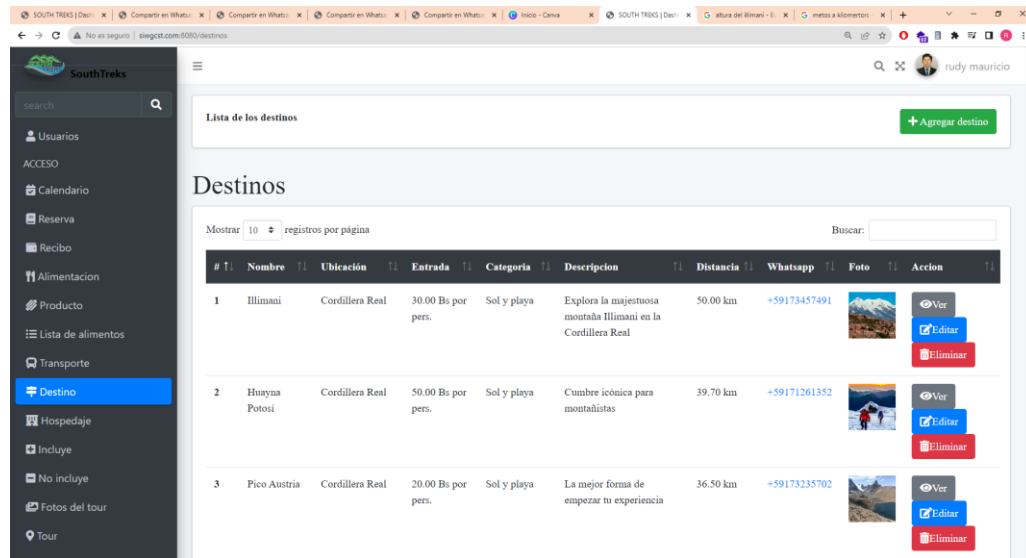 SOUTH TREKS | Dash
Compartir en Whats
Compartir en Whats
Compartir en Whats
Compartir en Whats
Inicio - Canva
SOUTH TREKS | Dash
altura del illimani - B
metos a kilomertors
No es seguro | siwgcst.com:8080/destinos
SouthTreks
rudy mauricio
search
Lista de los destinos
Agregar destino
Usuarios
ACCESO
Calendario
Reserva
Recibo
Alimentacion
Producto
Lista de alimentos
Transporte
Destino
Hospedaje
Incluye
No incluye
Fotos del tour
Tour
Destinos
Mostrar 10 registros por página
Buscar:
# Nombre Ubicación Entrada Categoria Descripcion Distancia Whatsapp Foto Accion
1 Illimani Cordillera Real 30.00 Bs por Sol y playa Explora la majestuosa 50.00 km +59173457491 Ver
pers. montaña Illimani en la Editar
Cordillera Real Eliminar
2 Huayna Cordillera Real 50.00 Bs por Sol y playa Cumbre icónica para 39.70 km +59171261352 Ver
Potosi pers. montañistas Editar
Eliminar
3 Pico Austria Cordillera Real 20.00 Bs por Sol y playa La mejor forma de 36.50 km +59173235702 Ver
pers. empezar tu experiencia Editar
Eliminar